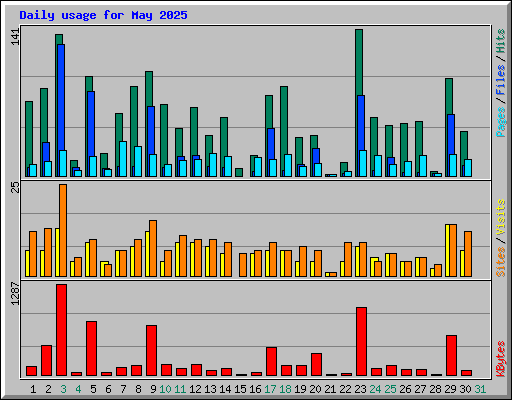 Daily usage for May 2025
141
Pages / Files / Hits
25
Sites / Visits
1287
KBytes
1 2 3 4 5 6 7 8 9 10 11 12 13 14 15 16 17 18 19 20 21 22 23 24 25 26 27 28 29 30 31